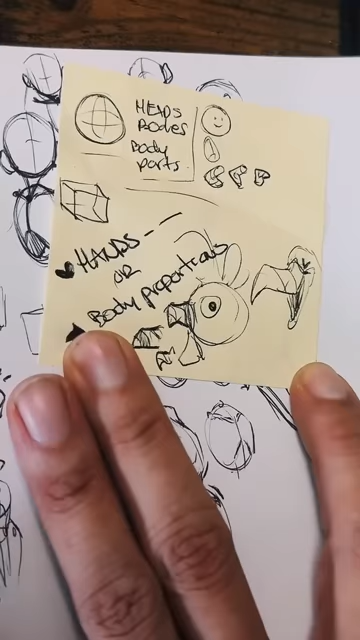 HEADS
Bodies
Body
parts
HANDS --
OR
Body proportions